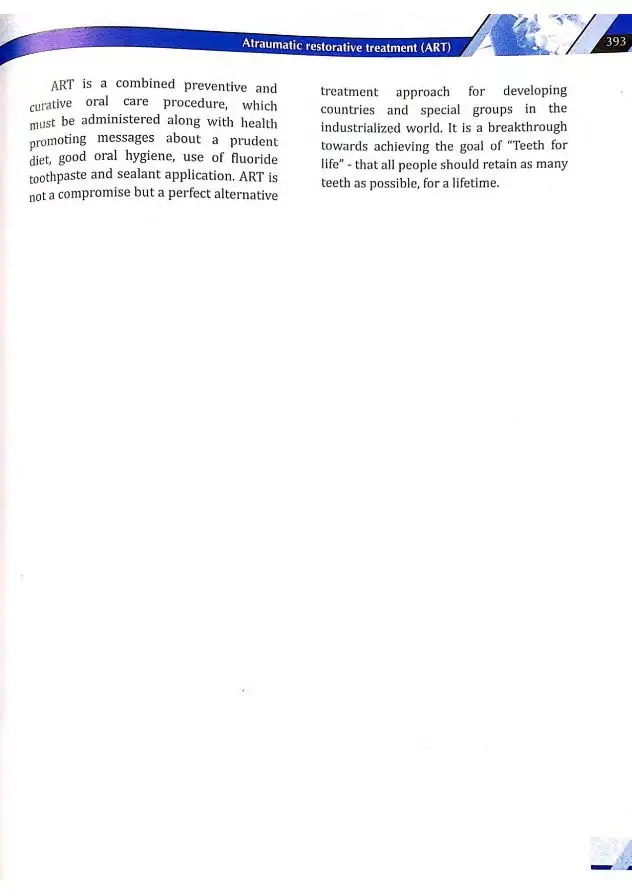 Atraumatic restorative treatment (ART)
393
ART is a combined preventive and
curative oral care procedure, which
must be administered along with health
promoting messages about a prudent
diet, good oral hygiene, use of fluoride
toothpaste and sealant application. ART is
not a compromise but a perfect alternative
treatment approach for developing
countries and special groups in the
industrialized world. It is a breakthrough
towards achieving the goal of "Teeth for
life" - that all people should retain as many
teeth as possible, for a lifetime.